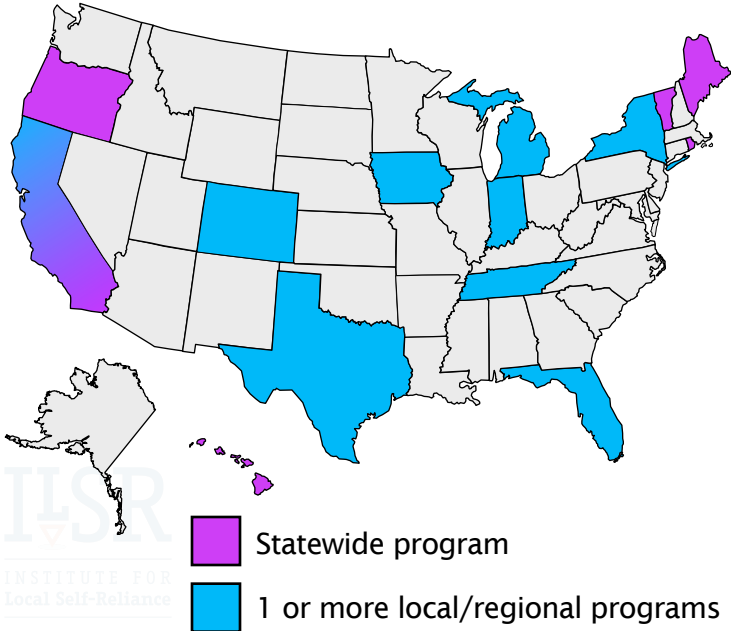 ILSR
INSTITUTE FOR
Local Self-Reliance
Statewide program
1 or more local/regional programs